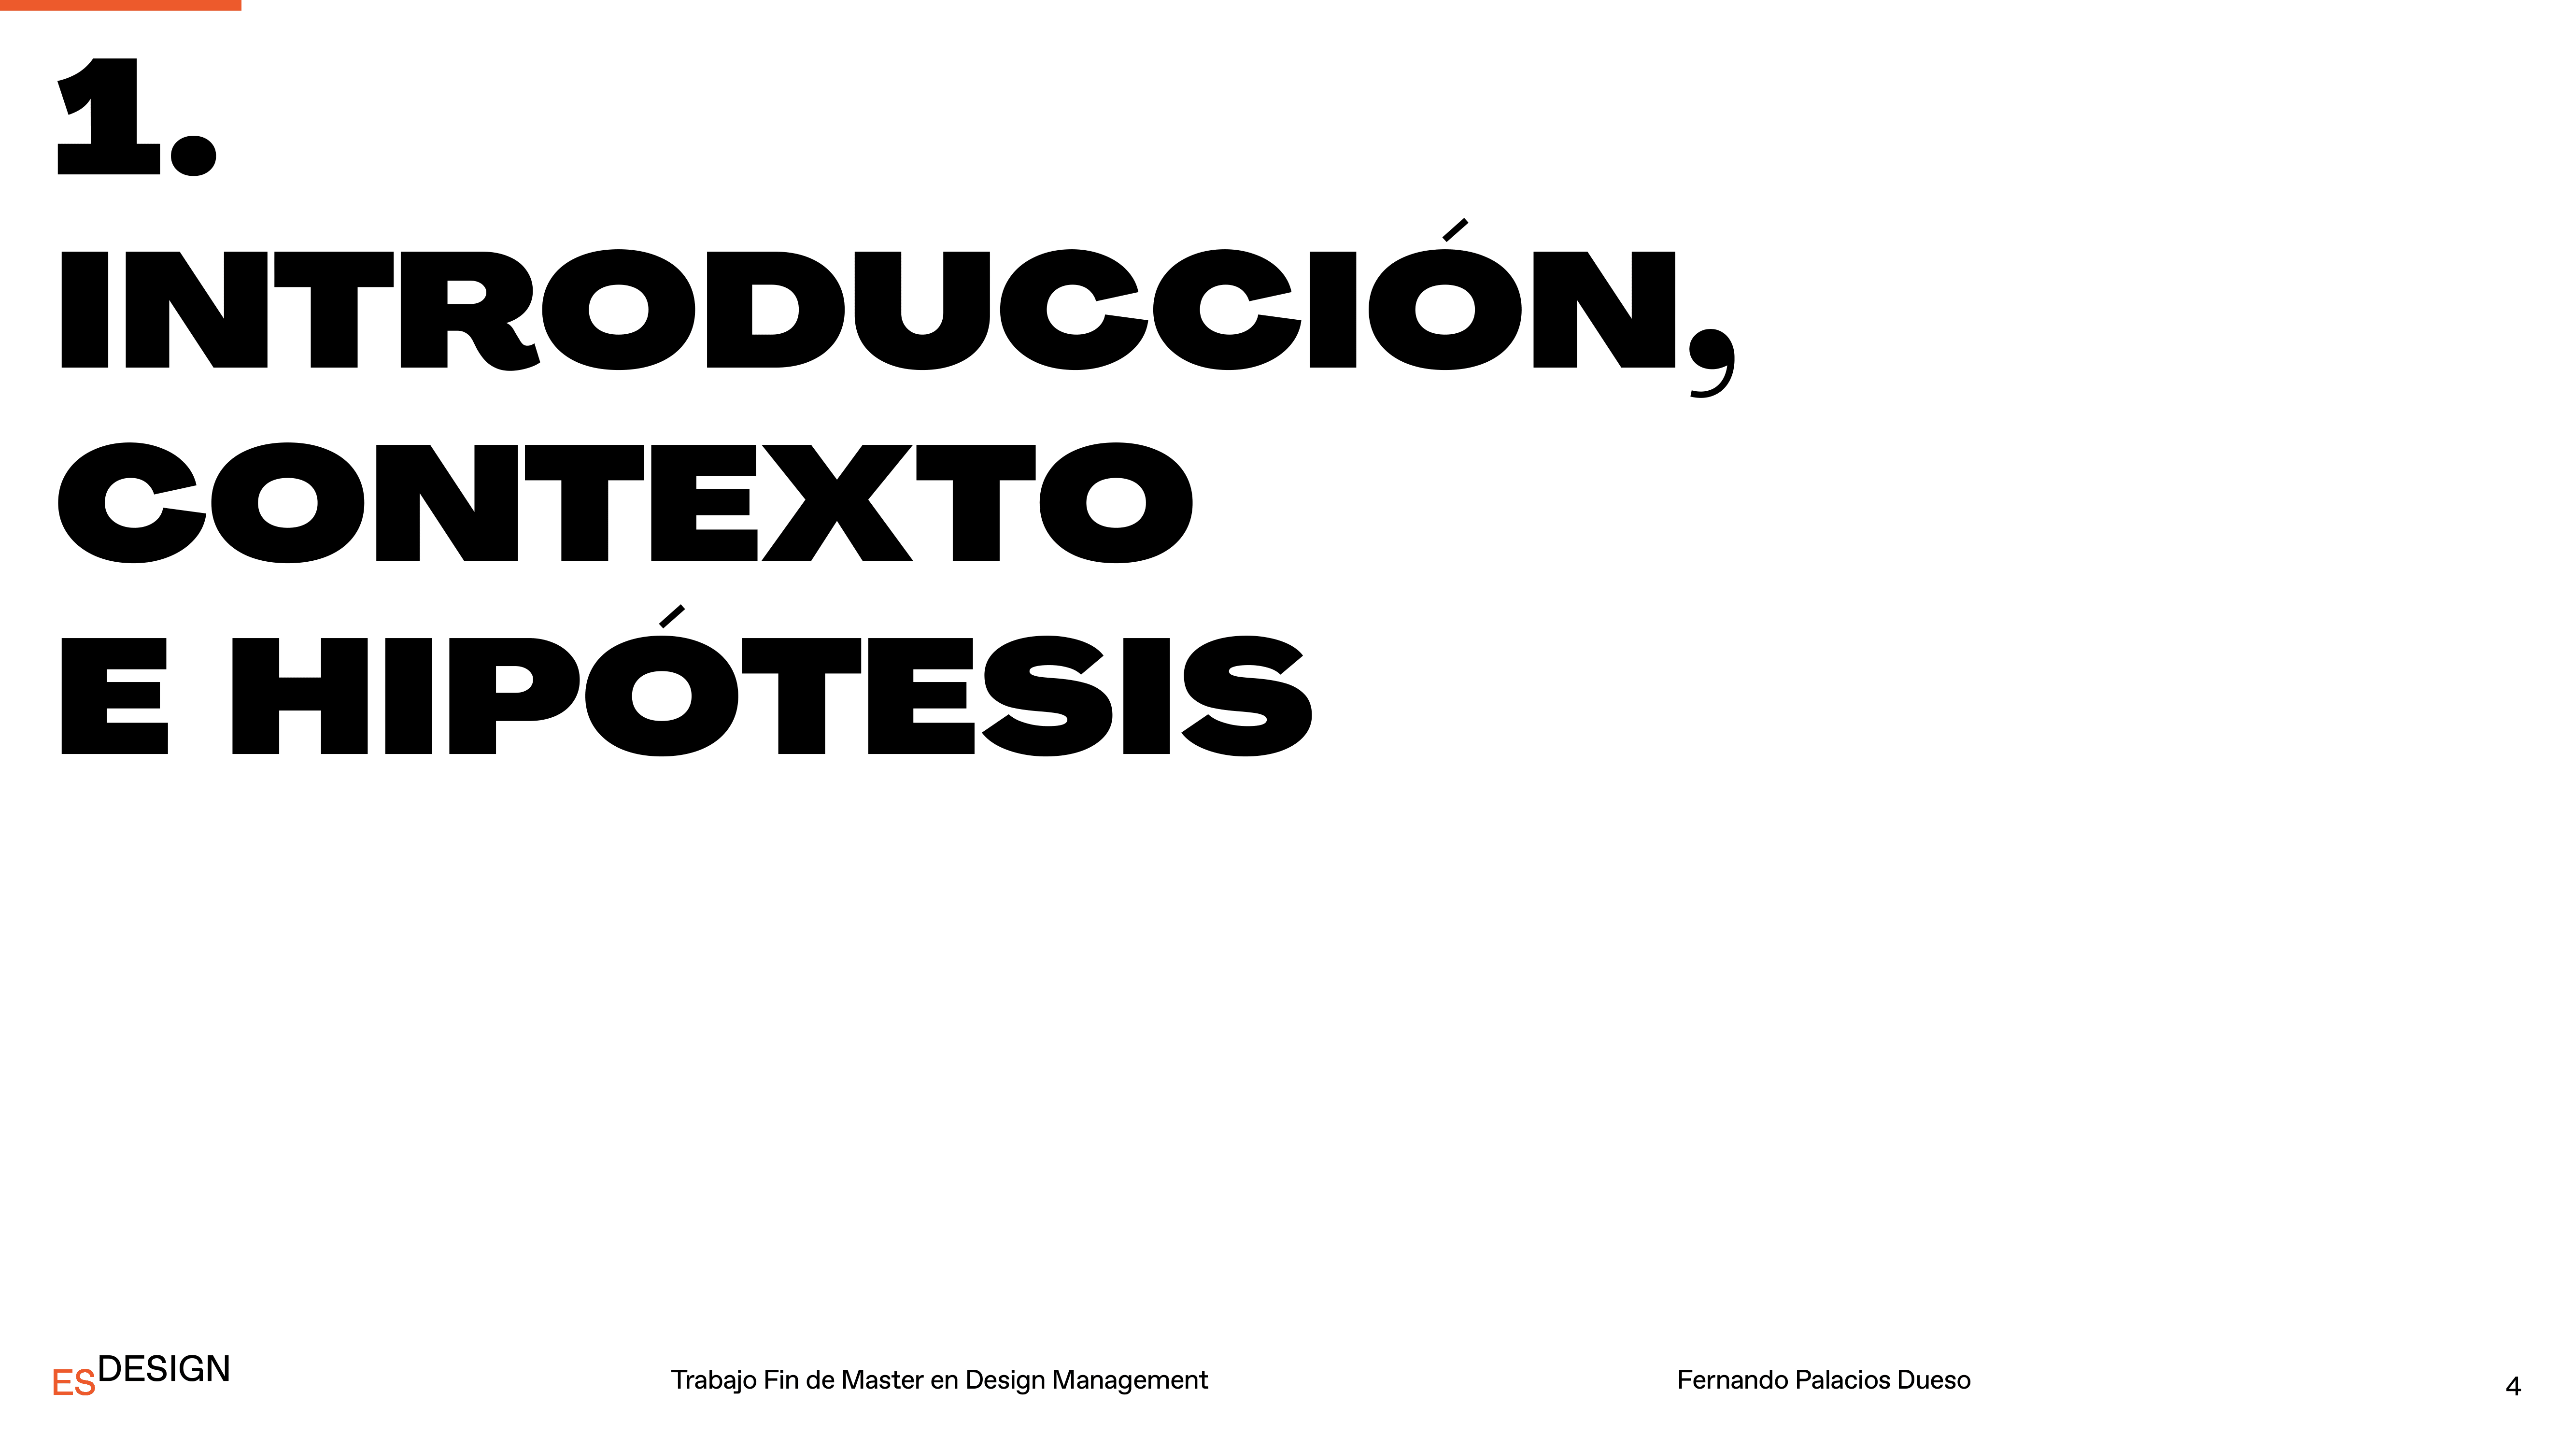 1.
INTRODUCCIÓN,
CONTEXTO
E HIPÓTESIS
ESDESIGN
Trabajo Fin de Master en Design Management
Fernando Palacios Dueso
4